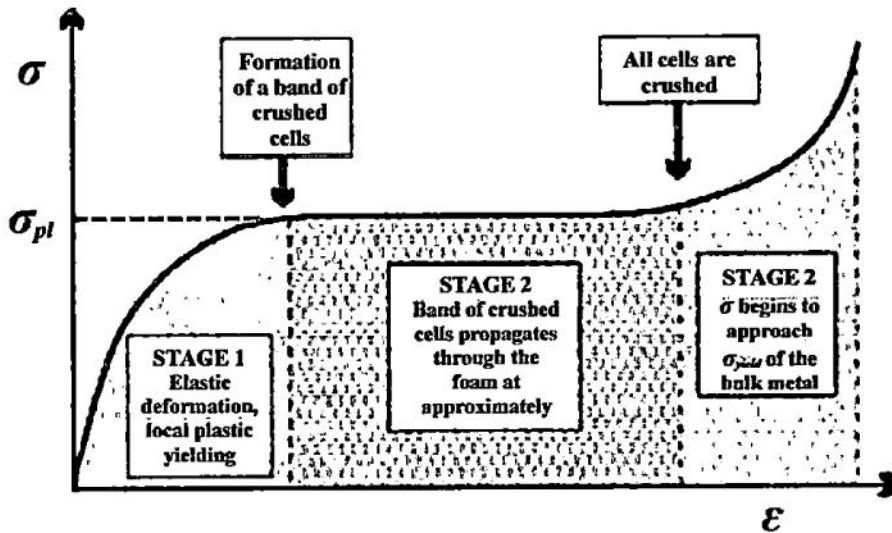 σ
Formation
of a band of
crushed
cells
All cells are
crushed
σpl
STAGE 1
Elastic
deformation,
local plastic
yielding
STAGE 2
Band of crushed
cells propagates
through the
foam at
approximately
STAGE 2
σ begins to
approach
σyield of the
bulk metal
ε